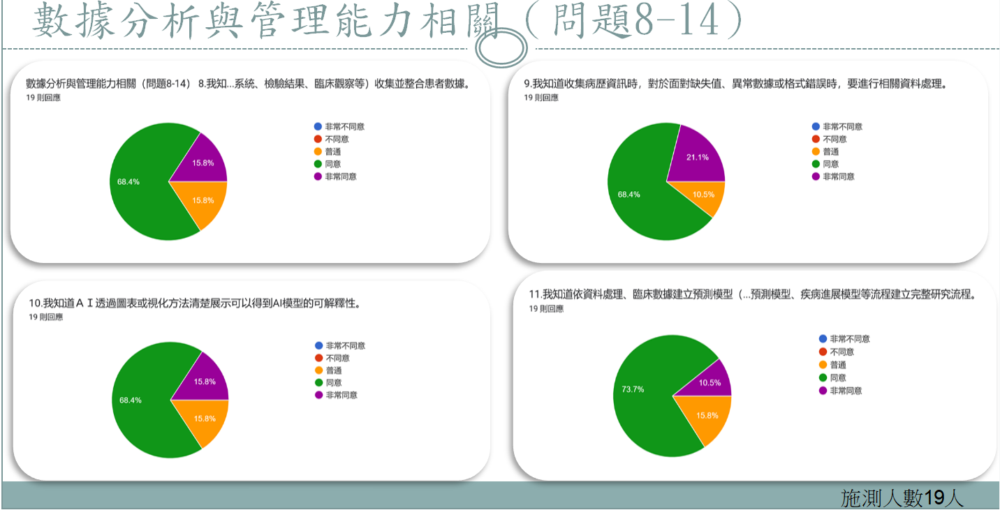 數據分析與管理能力相關（問題8-14）
數據分析與管理能力相關（問題8-14） 8.我知...系統、檢驗結果、臨床觀察等）收集並整合患者數據。
19 則回應
非常不同意
不同意
普通
同意
非常同意
15.8%
68.4%
15.8%
9.我知道收集病歷資訊時，對於面對缺失值、異常數據或格式錯誤時，要進行相關資料處理。
19 則回應
非常不同意
不同意
普通
同意
非常同意
21.1%
68.4%
10.5%
10.我知道ＡＩ透過圖表或視化方法清楚展示可以得到AI模型的可解釋性。
19 則回應
非常不同意
不同意
普通
同意
非常同意
15.8%
68.4%
15.8%
11.我知道依資料處理、臨床數據建立預測模型（...預測模型、疾病進展模型等流程建立完整研究流程。
19 則回應
非常不同意
不同意
普通
同意
非常同意
10.5%
73.7%
15.8%
施測人數19人